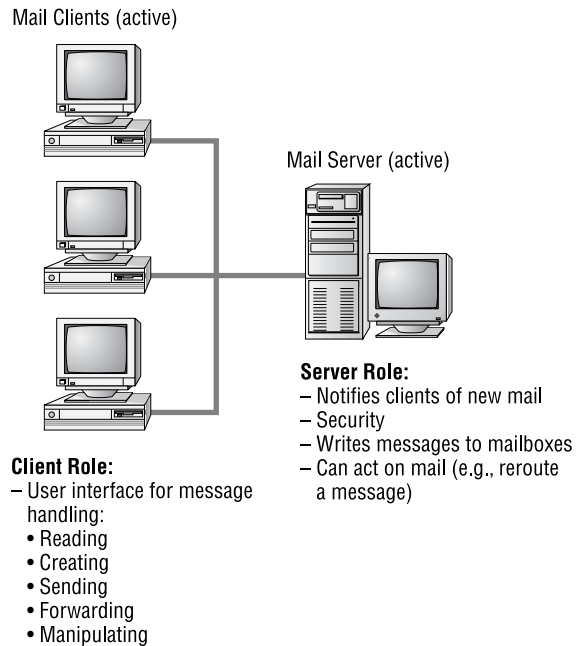 Mail Clients (active)
Mail Server (active)
Server Role:
– Notifies clients of new mail
– Security
– Writes messages to mailboxes
– Can act on mail (e.g., reroute
a message)
Client Role:
– User interface for message
handling:
• Reading
• Creating
• Sending
• Forwarding
• Manipulating